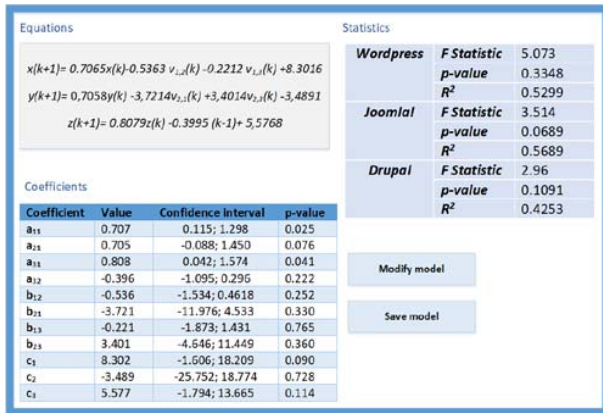 Equations
x(k+1)= 0.7065x(k)-0.5363 v₁,₂(k) -0.2212 v₁,₃(k) +8.3016
y(k+1)= 0,7058y(k) -3,7214v₂,₁(k) +3,4014v₂,₃(k) -3,4891
z(k+1)= 0.8079z(k) -0.3995 (k-1)+ 5,5768
Coefficients
Coefficient Value Confidence interval p-value
a₁₁ 0.707 0.115; 1.298 0.025
a₂₁ 0.705 -0.088; 1.450 0.076
a₃₁ 0.808 0.042; 1.574 0.041
a₃₂ -0.396 -1.095; 0.296 0.222
b₁₂ -0.536 -1.534; 0.4618 0.252
b₂₁ -3.721 -11.976; 4.533 0.330
b₁₃ -0.221 -1.873; 1.431 0.765
b₂₃ 3.401 -4.646; 11.449 0.360
c₁ 8.302 -1.606; 18.209 0.090
c₂ -3.489 -25.752; 18.774 0.728
c₃ 5.577 -1.794; 13.665 0.114
Statistics
Wordpress F Statistic 5.073
p-value 0.3348
R² 0.5299
Joomla! F Statistic 3.514
p-value 0.0689
R² 0.5689
Drupal F Statistic 2.96
p-value 0.1091
R² 0.4253
Modify model
Save model